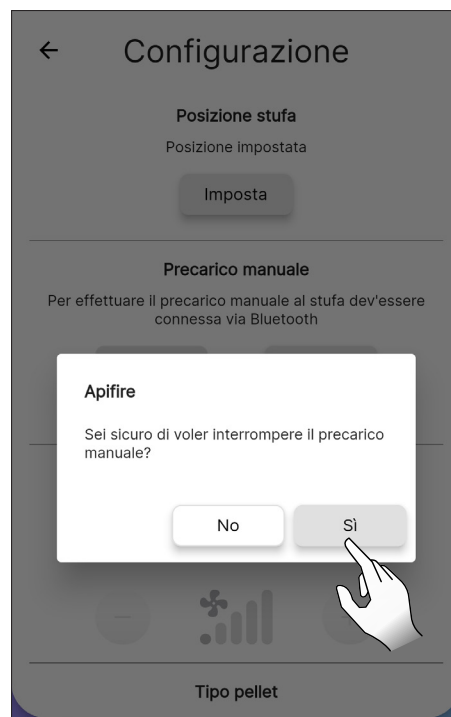 Configurazione
Posizione stufa
Posizione impostata
Imposta
Precarico manuale
Per effettuare il precarico manuale al stufa dev'essere
connessa via Bluetooth
Apifire
Sei sicuro di voler interrompere il precarico
manuale?
No
Sì
Tipo pellet